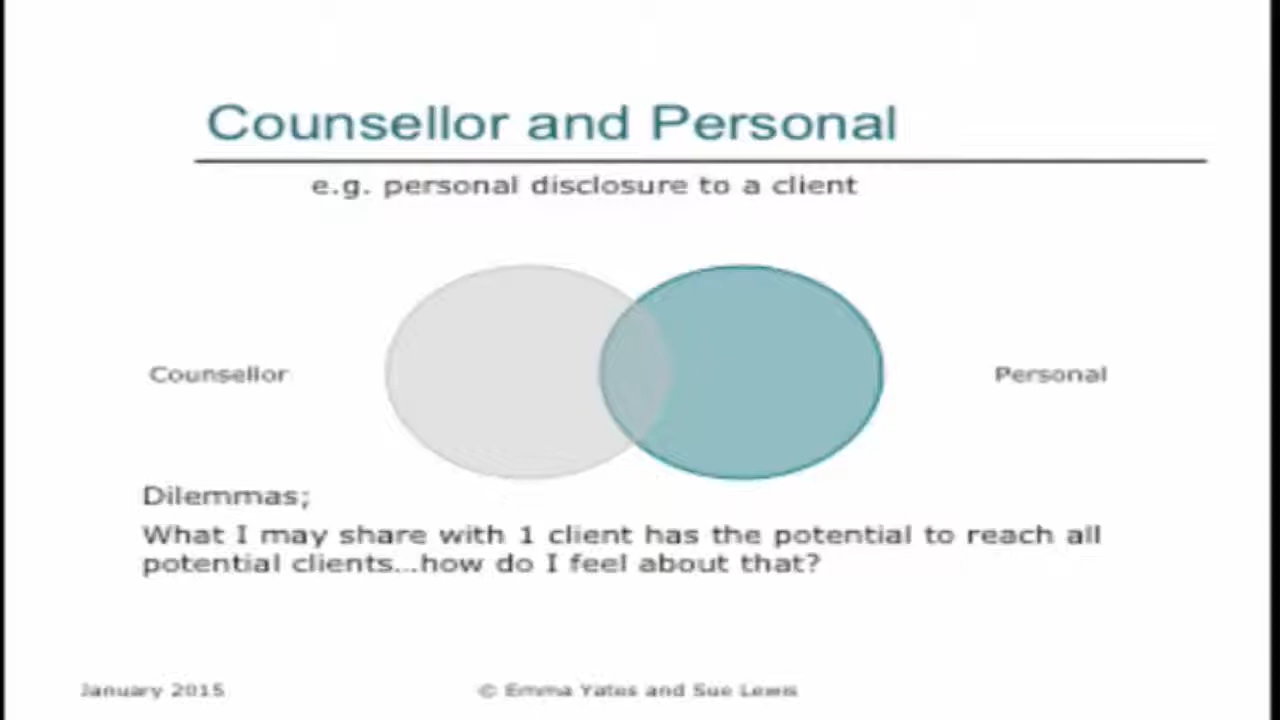 Counsellor and Personal
e.g. personal disclosure to a client
Counsellor
Personal
Dilemmas;
What I may share with 1 client has the potential to reach all
potential clients...how do I feel about that?
January 2015
© Emma Yates and Sue Lewis